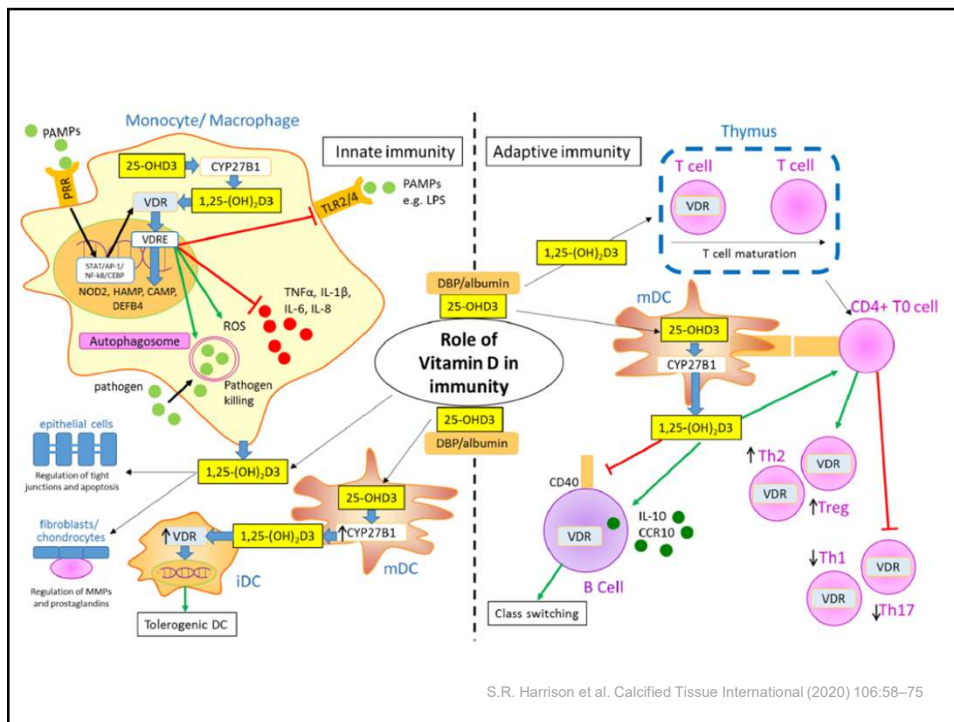 PAMPs
Monocyte/ Macrophage
PRR
25-OHD3
CYP27B1
VDR
1,25-(OH)₂D3
VDRE
STAT/AP-1/
NF-kB/CEBP
NOD2, HAMP, CAMP,
DEFB4
ROS
TNFα, IL-1β,
IL-6, IL-8
Autophagosome
pathogen
Pathogen
killing
Innate immunity
TLR2/4
PAMPs
e.g. LPS
epithelial cells
Regulation of tight
junctions and apoptosis
fibroblasts/
chondrocytes
Regulation of MMPs
and prostaglandins
1,25-(OH)₂D3
25-OHD3
↑CYP27B1
mDC
1,25-(OH)₂D3
↑VDR
iDC
Tolerogenic DC
DBP/albumin
25-OHD3
Role of
Vitamin D in
immunity
25-OHD3
DBP/albumin
Adaptive immunity
1,25-(OH)₂D3
Thymus
T cell
T cell
VDR
T cell maturation
mDC
25-OHD3
CYP27B1
1,25-(OH)₂D3
CD4+ T0 cell
CD40
VDR
B Cell
IL-10
CCR10
Class switching
↑Th2
VDR
VDR
↑Treg
↓Th1
VDR
VDR
↓Th17
S.R. Harrison et al. Calcified Tissue International (2020) 106:58–75